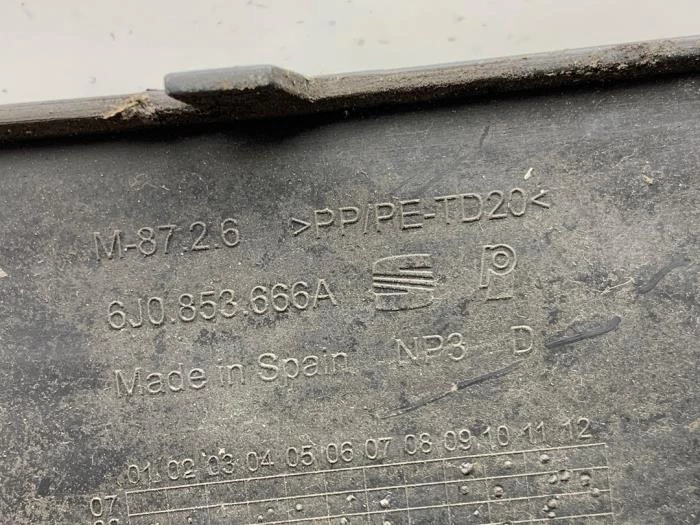 M-87.2.6 >PP/PE-TD20<
6J0.853.666A
Made in Spain NP3 D
01 02 03 04 05 06 07 08 09 10 11 12
07